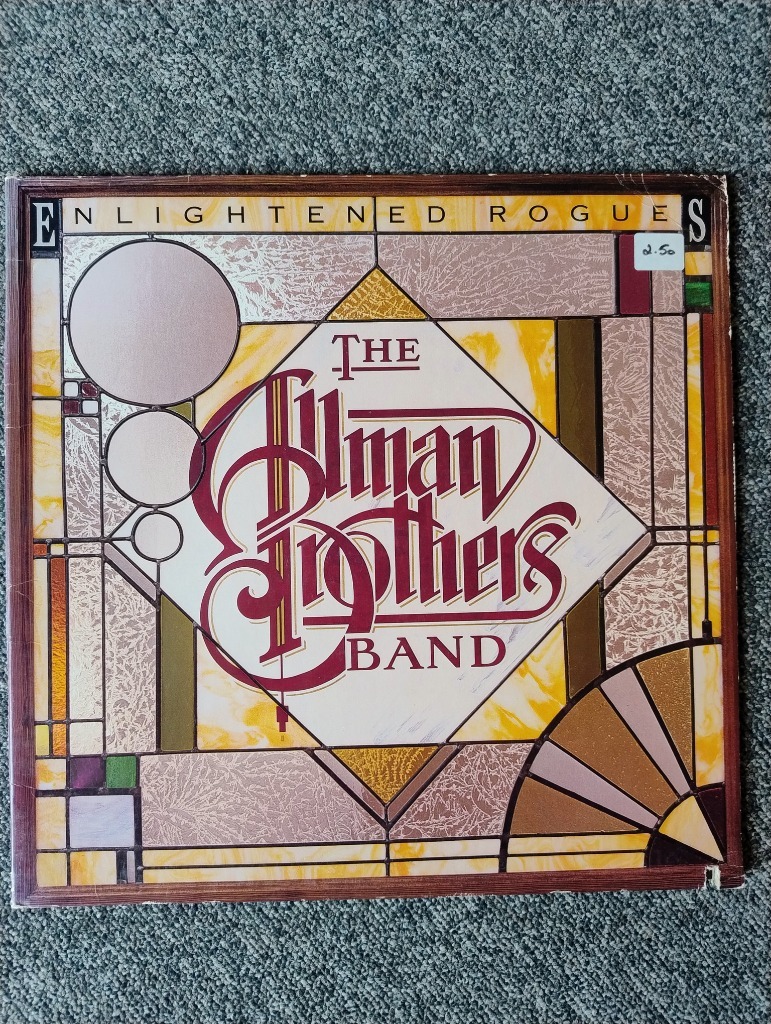 ENLIGHTENED ROGUES
2.50
THE
Allman
Brothers
BAND